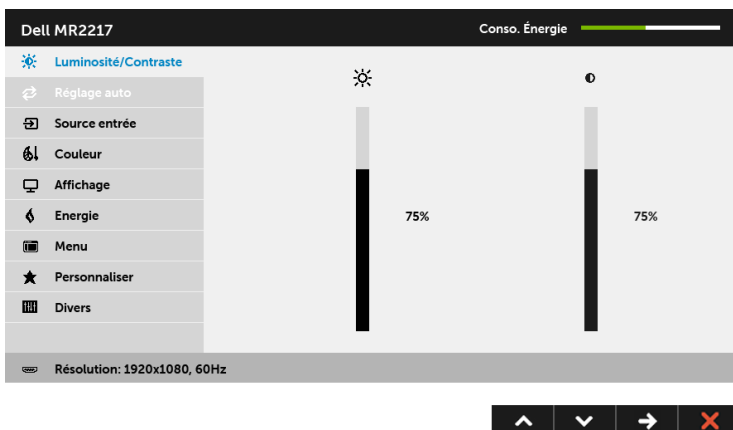 Dell MR2217
Conso. Énergie
Luminosité/Contraste
Réglage auto
Source entrée
Couleur
Affichage
Energie
Menu
Personnaliser
Divers
75%
75%
Résolution: 1920x1080, 60Hz